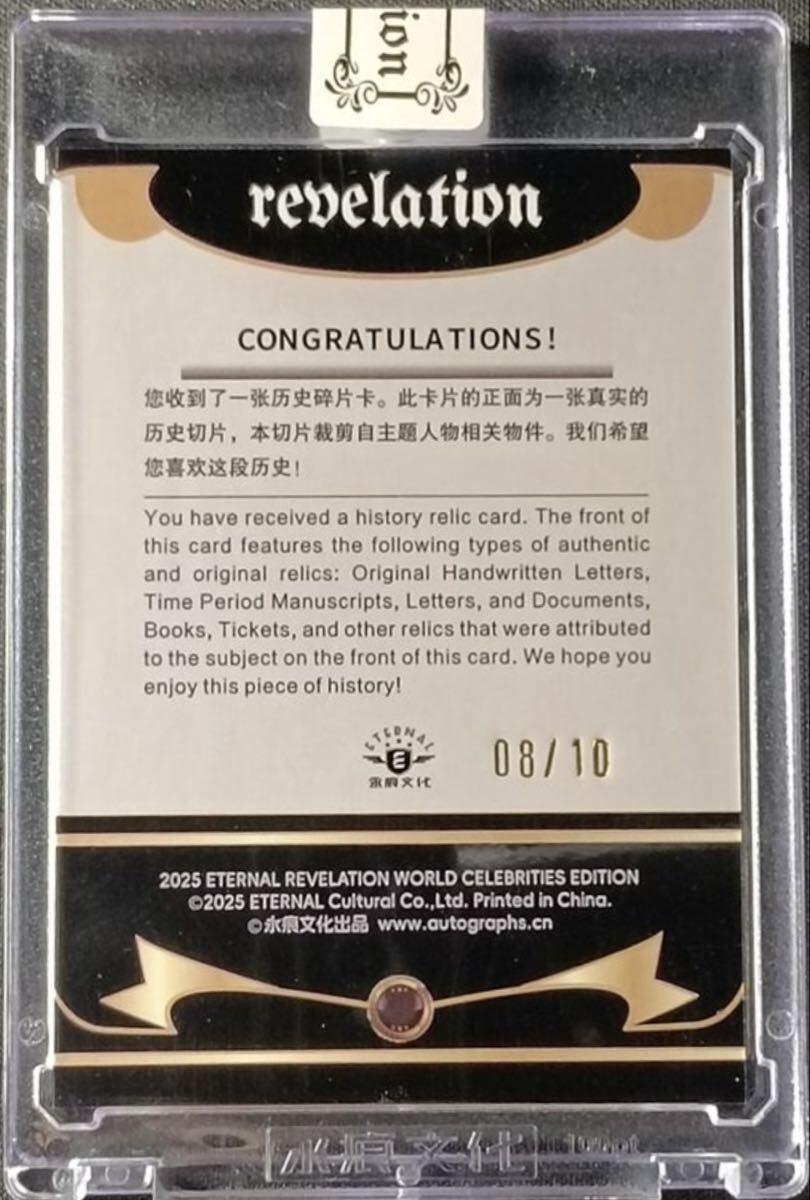 ion
revelation
CONGRATULATIONS!
您收到了一张历史碎片卡。此卡片的正面为一张真实的
历史切片，本切片裁剪自主题人物相关物件。我们希望
您喜欢这段历史!
You have received a history relic card. The front of
this card features the following types of authentic
and original relics: Original Handwritten Letters,
Time Period Manuscripts, Letters, and Documents,
Books, Tickets, and other relics that were attributed
to the subject on the front of this card. We hope you
enjoy this piece of history!
ETERNAL
E
永痕文化
08/10
2025 ETERNAL REVELATION WORLD CELEBRITIES EDITION
©2025 ETERNAL Cultural Co.,Ltd. Printed in China.
©永痕文化出品 www.autographs.cn
永痕文化